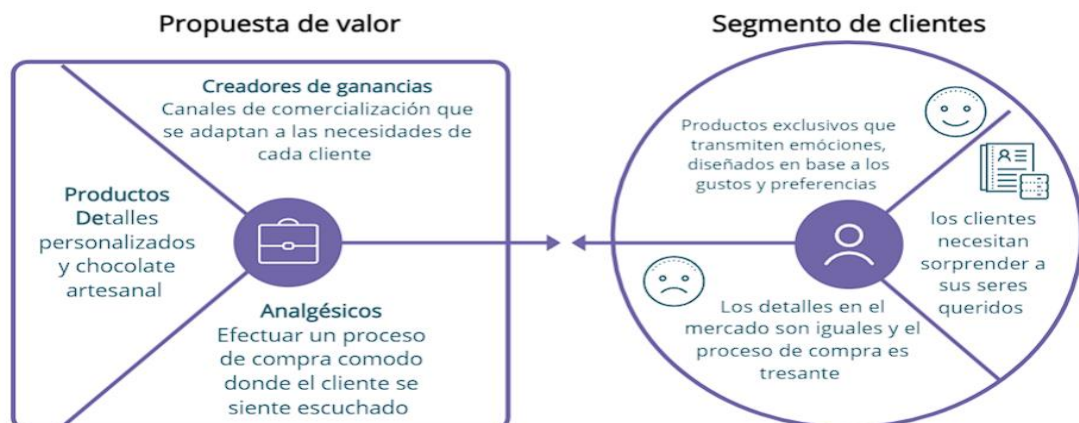 Propuesta de valor
Creadores de ganancias
Canales de comercialización que
se adaptan a las necesidades de
cada cliente
Productos
Detalles
personalizados
y chocolate
artesanal
Analgésicos
Efectuar un proceso
de compra comodo
donde el cliente se
siente escuchado
Segmento de clientes
Productos exclusivos que
transmiten emóciones,
diseñados en base a los
gustos y preferencias
los clientes
necesitan
sorprender a
sus seres
queridos
Los detalles en el
mercado son iguales y el
proceso de compra es
tresante